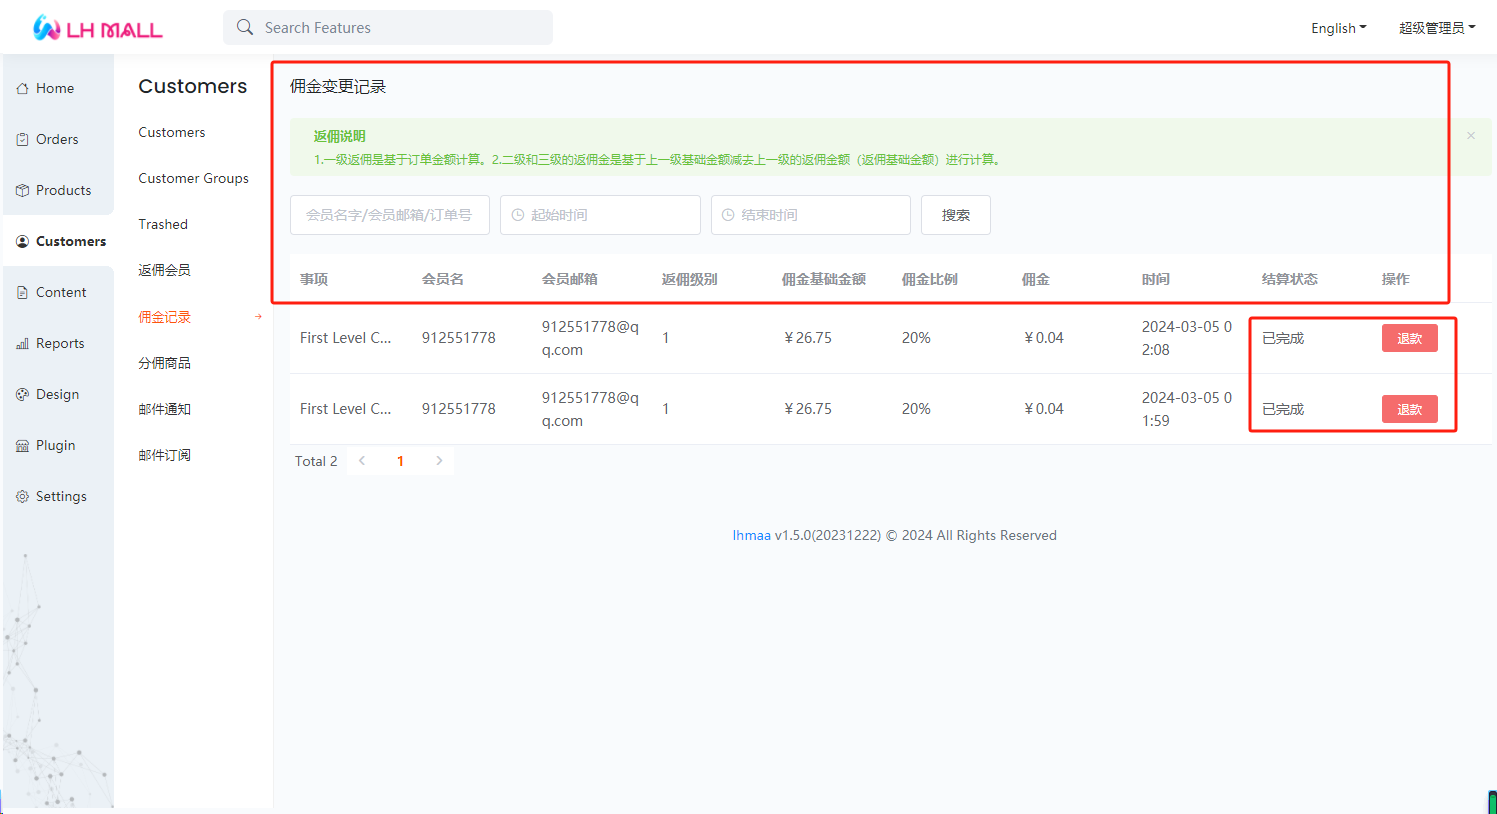 LH MALL
Search Features
English
超级管理员
Home
Orders
Products
Customers
Content
Reports
Design
Plugin
Settings
Customers
Customers
Customer Groups
Trashed
返佣会员
佣金记录
分佣商品
邮件通知
邮件订阅
佣金变更记录
返佣说明
1.一级返佣是基于订单金额计算。2.二级和三级的返佣金是基于上一级基础金额减去上一级的返佣金额（返佣基础金额）进行计算。
会员名字/会员邮箱/订单号 起始时间 结束时间 搜索
事项 会员名 会员邮箱 返佣级别 佣金基础金额 佣金比例 佣金 时间 结算状态 操作
First Level C... 912551778 912551778@q 1 ￥26.75 20% ￥0.04 2024-03-05 0 已完成 退款
q.com 2:08
First Level C... 912551778 912551778@q 1 ￥26.75 20% ￥0.04 2024-03-05 0 已完成 退款
q.com 1:59
Total 2 1
lhmaa v1.5.0(20231222) © 2024 All Rights Reserved